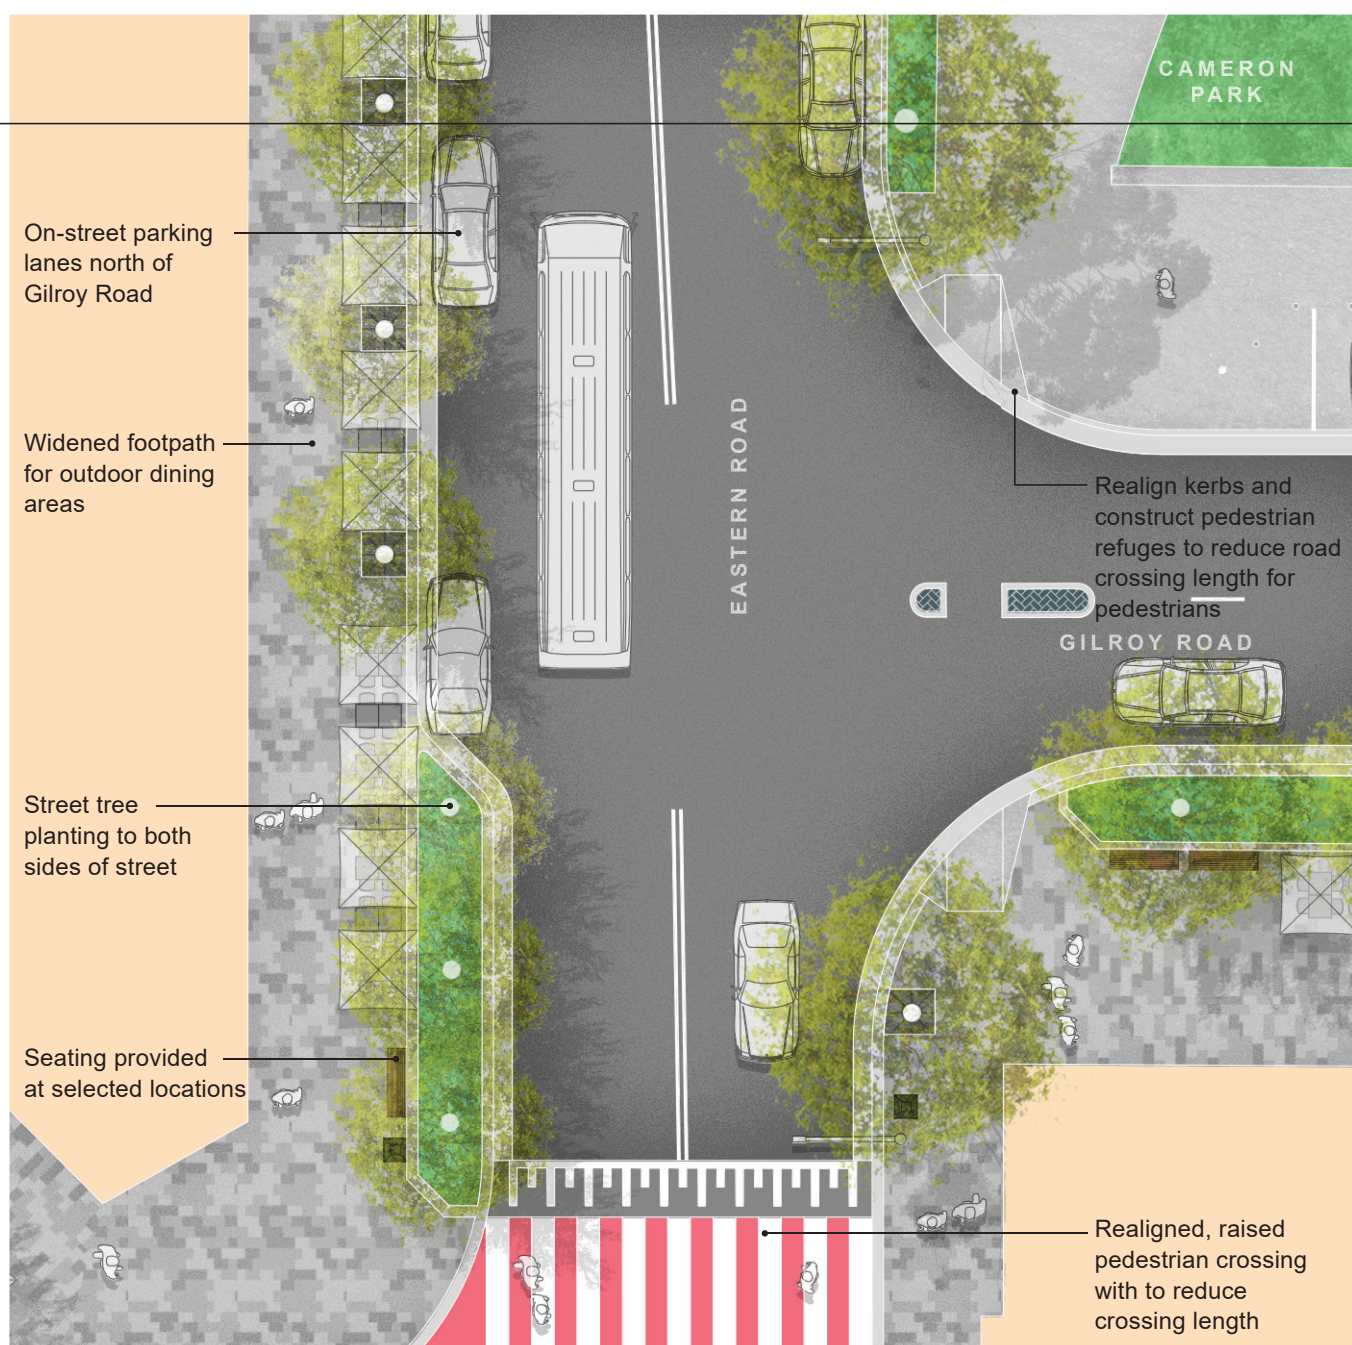 CAMERON
PARK
On-street parking
lanes north of
Gilroy Road
Widened footpath
for outdoor dining
areas
EASTERN ROAD
Realign kerbs and
construct pedestrian
refuges to reduce road
crossing length for
pedestrians
GILROY ROAD
Street tree
planting to both
sides of street
Seating provided
at selected locations
Realigned, raised
pedestrian crossing
with to reduce
crossing length